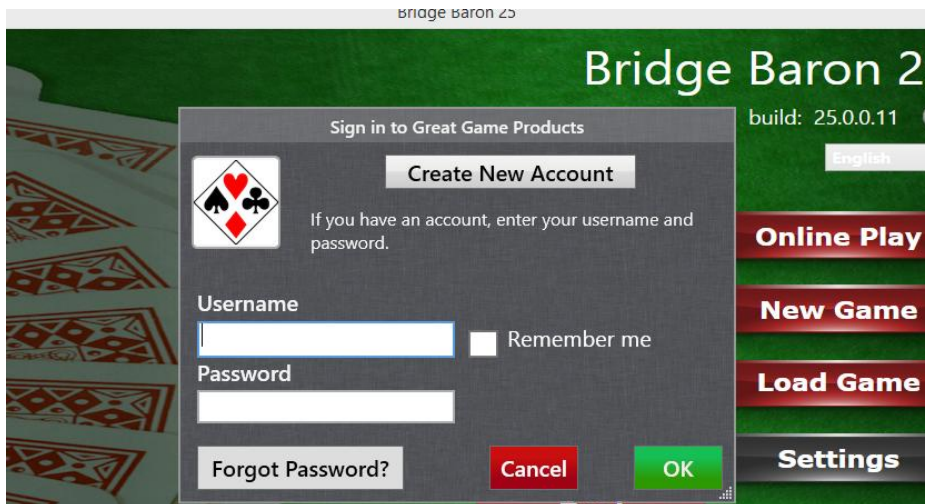 Bridge Baron 25
Bridge Baron 2
build: 25.0.0.11
English
Sign in to Great Game Products
Create New Account
If you have an account, enter your username and
password.
Username
Remember me
Password
Forgot Password?
Cancel
OK
Online Play
New Game
Load Game
Settings